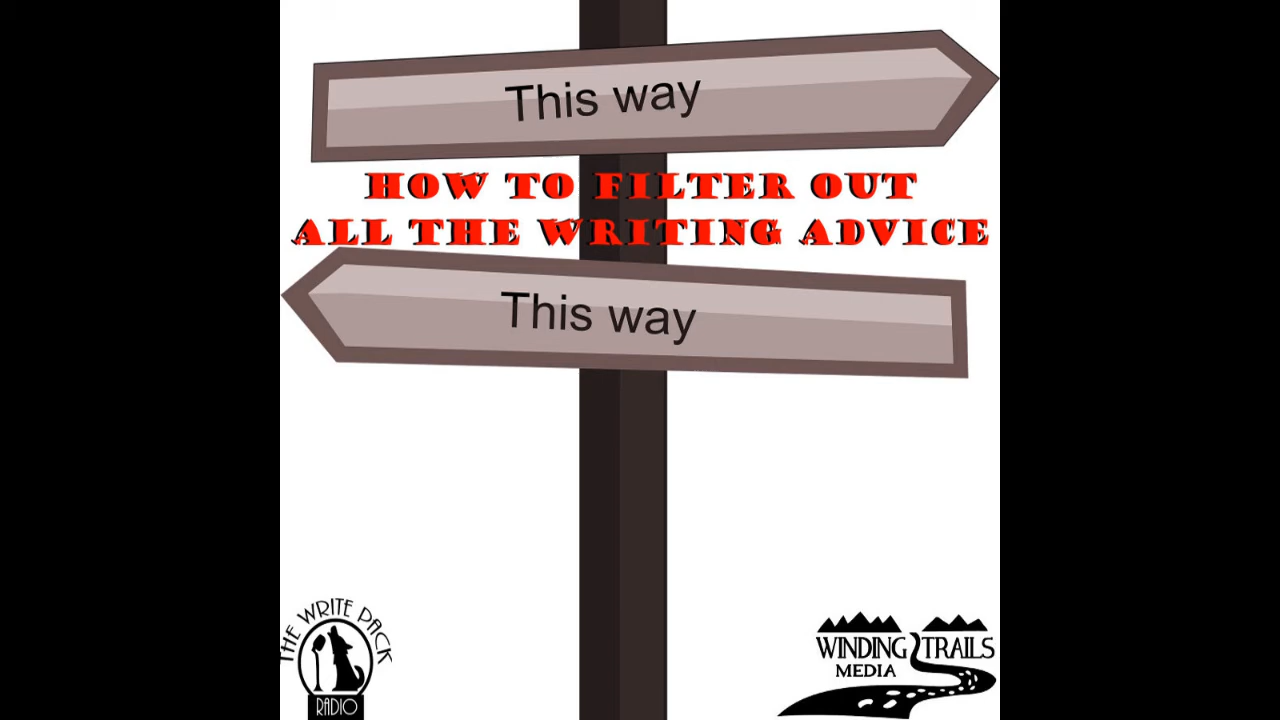 This way
HOW TO FILTER OUT
ALL THE WRITING ADVICE
This way
THE WRITE PACK
RADIO
WINDING TRAILS
MEDIA